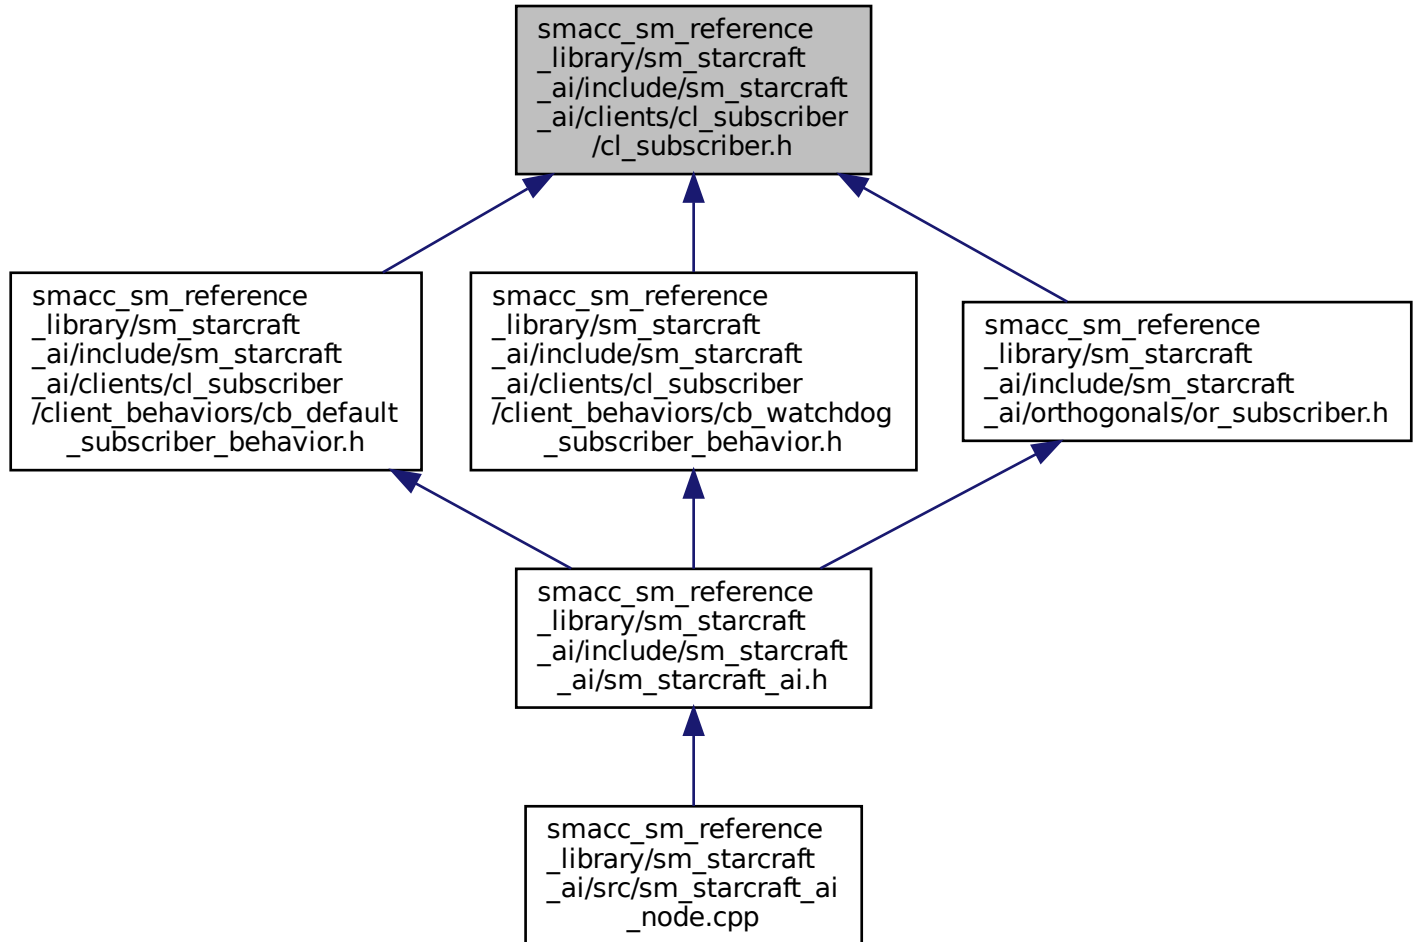 smacc_sm_reference
_library/sm_starcraft
_ai/include/sm_starcraft
_ai/clients/cl_subscriber
/cl_subscriber.h
smacc_sm_reference
_library/sm_starcraft
_ai/include/sm_starcraft
_ai/clients/cl_subscriber
/client_behaviors/cb_default
_subscriber_behavior.h
smacc_sm_reference
_library/sm_starcraft
_ai/include/sm_starcraft
_ai/clients/cl_subscriber
/client_behaviors/cb_watchdog
_subscriber_behavior.h
smacc_sm_reference
_library/sm_starcraft
_ai/include/sm_starcraft
_ai/orthogonals/or_subscriber.h
smacc_sm_reference
_library/sm_starcraft
_ai/include/sm_starcraft
_ai/sm_starcraft_ai.h
smacc_sm_reference
_library/sm_starcraft
_ai/src/sm_starcraft_ai
_node.cpp